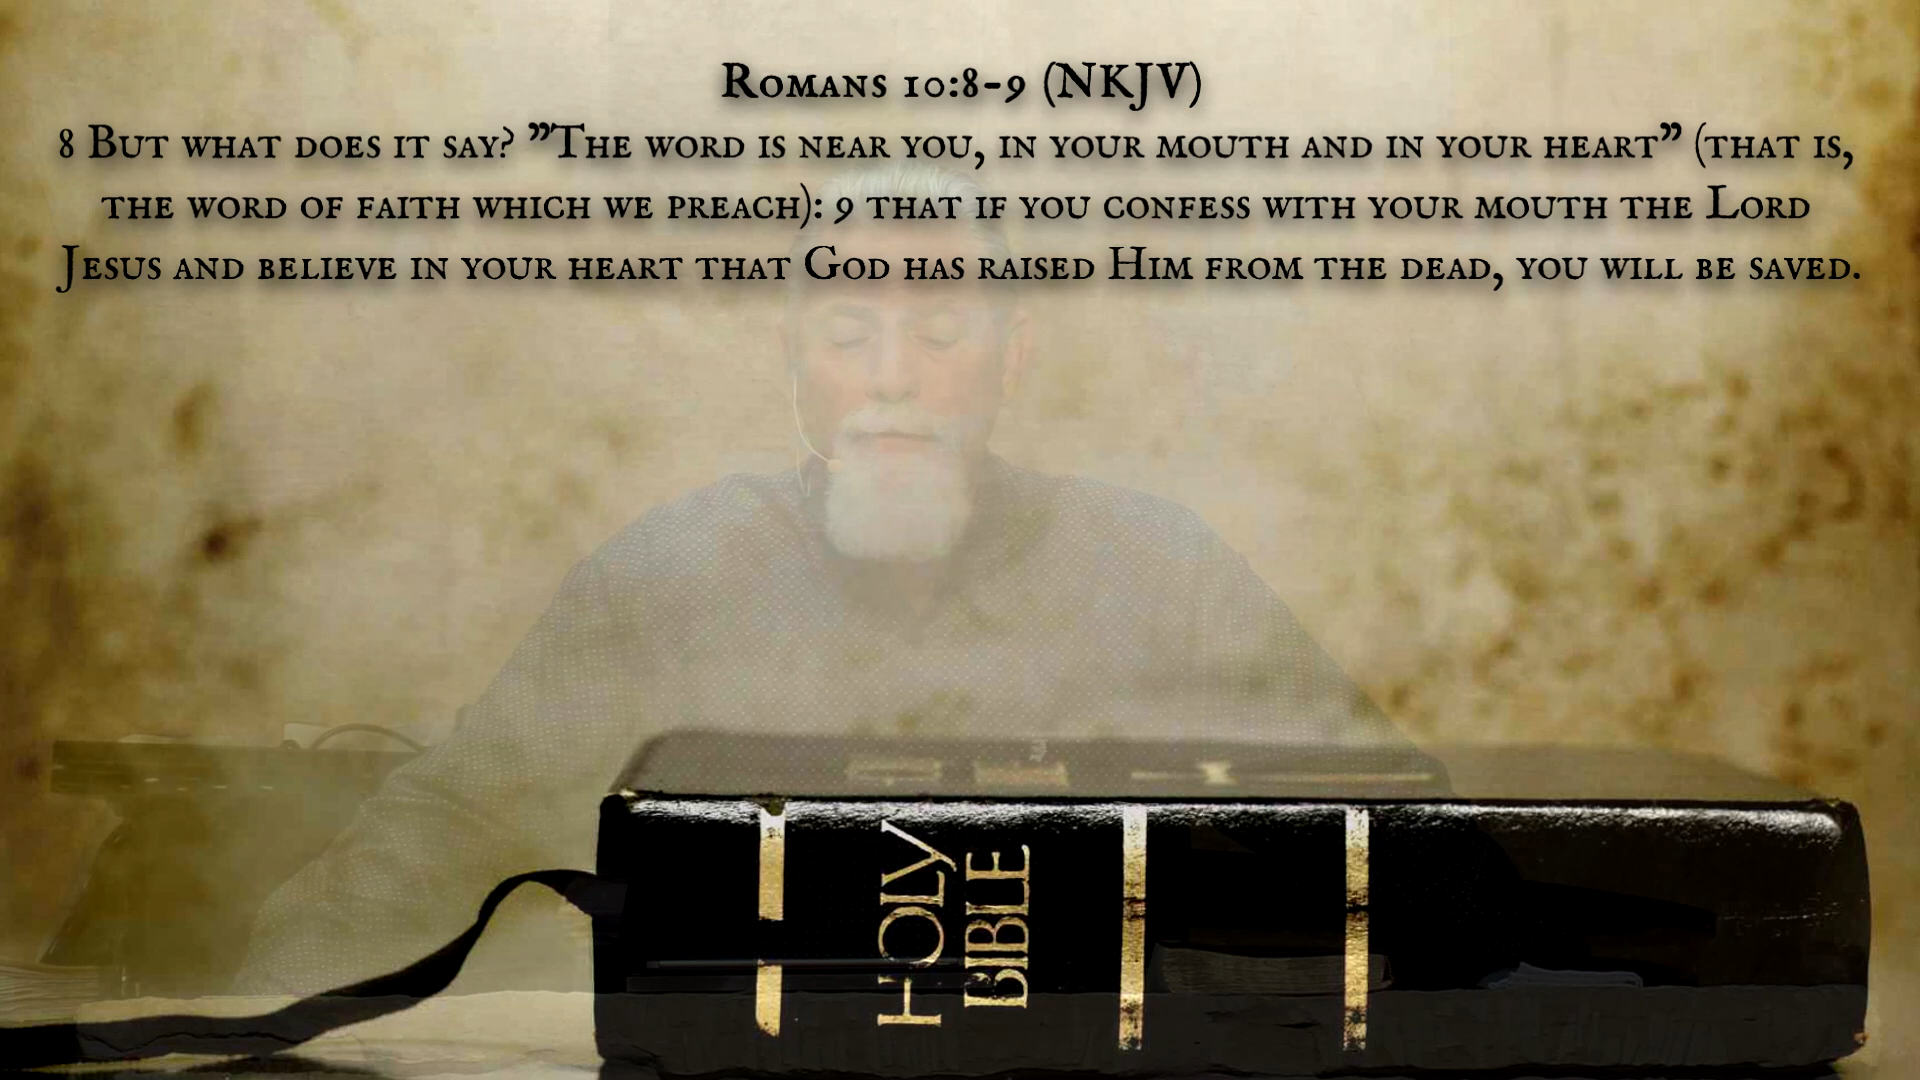 Romans 10:8-9 (NKJV)
8 But what does it say? ”The word is near you, in your mouth and in your heart” (that is,
the word of faith which we preach): 9 that if you confess with your mouth the Lord
Jesus and believe in your heart that God has raised Him from the dead, you will be saved.
HOLY
BIBLE